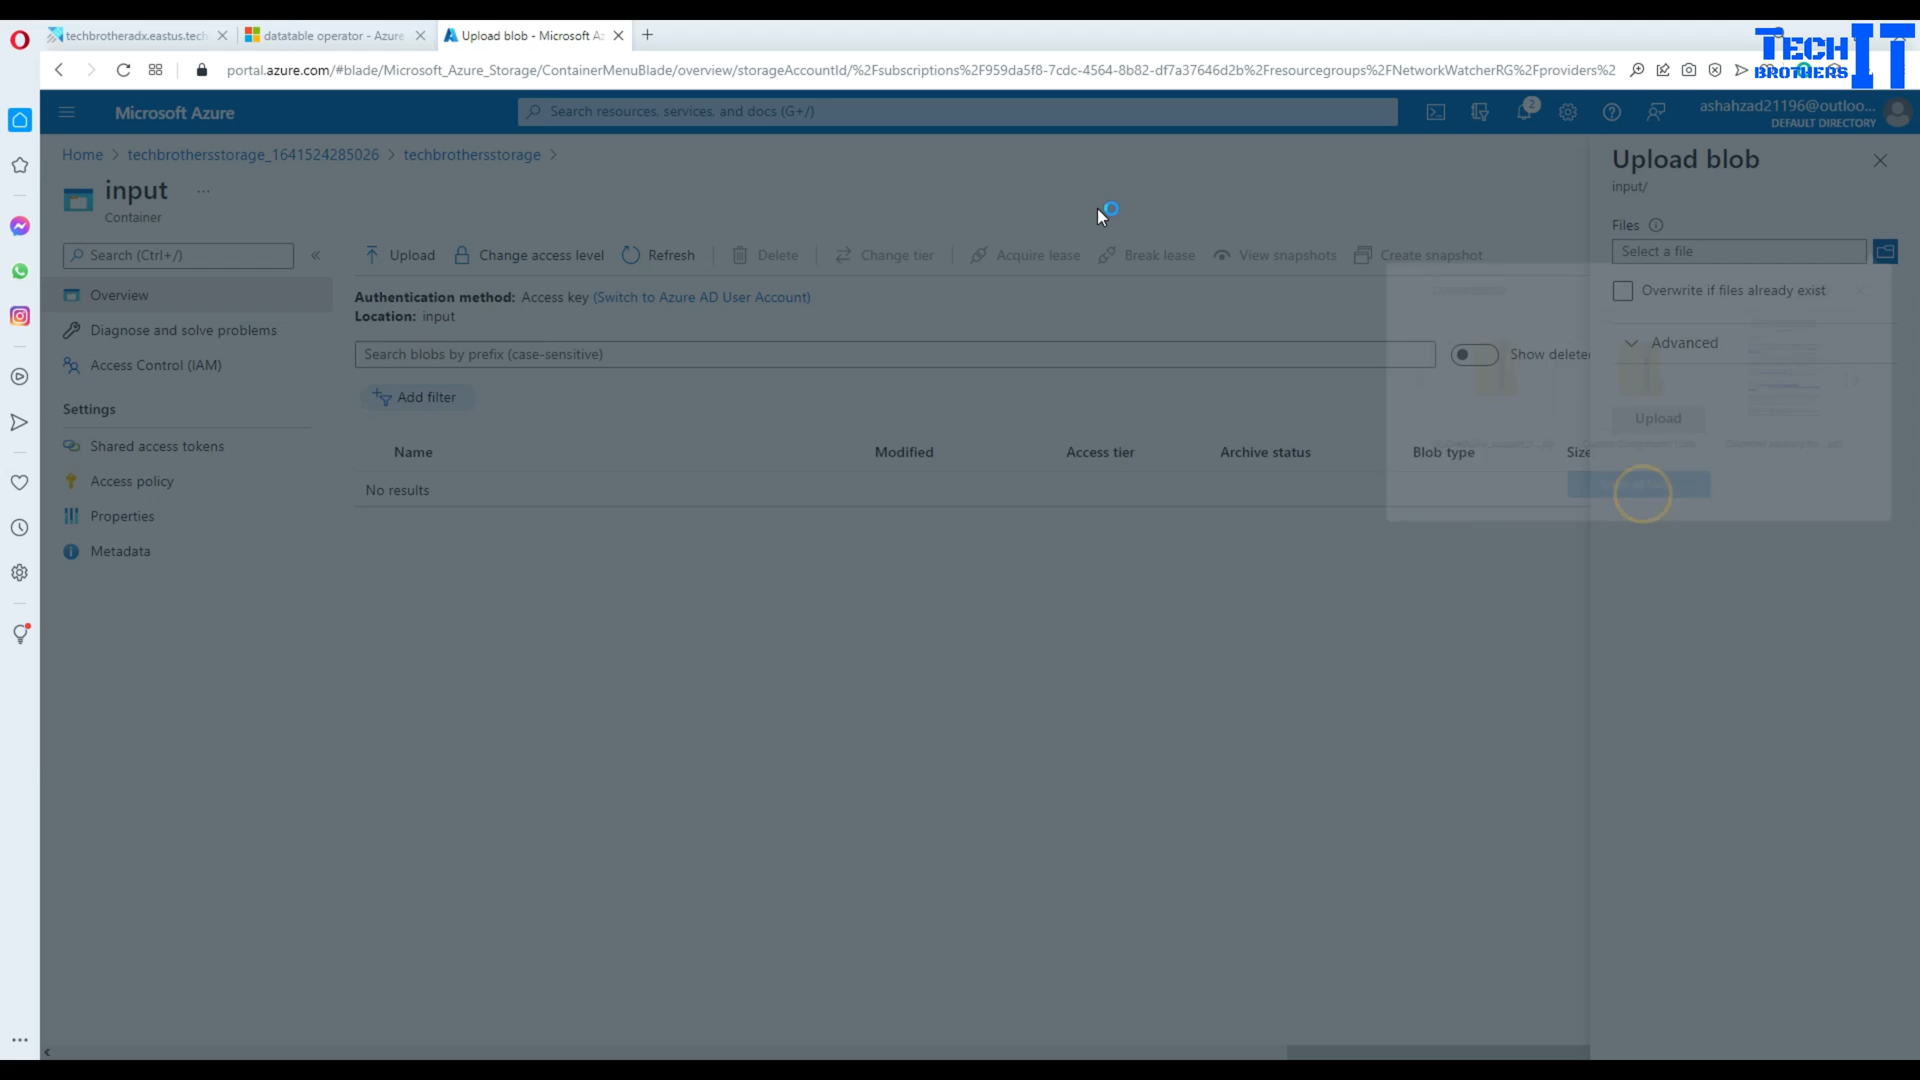 techbrotheradx.eastus.tech
datatable operator - Azure
Upload blob - Microsoft Az
TECH IT
BROTHERS
portal.azure.com/#blade/Microsoft_Azure_Storage/ContainerMenuBlade/overview/storageAccountId/%2Fsubscriptions%2F959da5f8-7cdc-4564-8b82-df7a37646d2b%2Fresourcegroups%2FNetworkWatcherRG%2Fproviders%2
Microsoft Azure
Search resources, services, and docs (G+/)
2
ashahzad21196@outloo...
DEFAULT DIRECTORY
Home > techbrothersstorage_1641524285026 > techbrothersstorage >
input ...
Container
Upload blob
input/
Search (Ctrl+/)
«
Upload
Change access level
Refresh
Delete
Change tier
Acquire lease
Break lease
View snapshots
Create snapshot
Files
Select a file
Overwrite if files already exist
Advanced
Upload
Overview
Diagnose and solve problems
Access Control (IAM)
Settings
Shared access tokens
Access policy
Properties
Metadata
Authentication method: Access key (Switch to Azure AD User Account)
Location: input
Search blobs by prefix (case-sensitive)
Show deleted
Add filter
Name Modified Access tier Archive status Blob type Size
No results